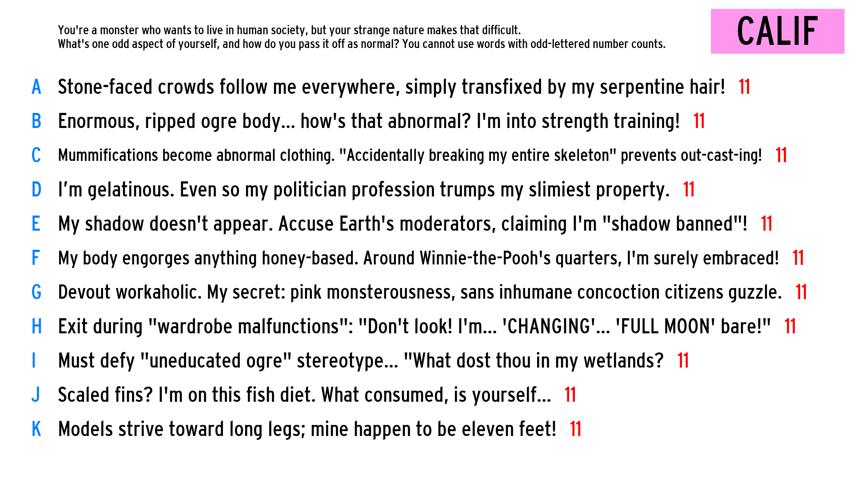 You're a monster who wants to live in human society, but your strange nature makes that difficult.
What's one odd aspect of yourself, and how do you pass it off as normal? You cannot use words with odd-lettered number counts.
CALIF
A Stone-faced crowds follow me everywhere, simply transfixed by my serpentine hair! 11
B Enormous, ripped ogre body... how's that abnormal? I'm into strength training! 11
C Mummifications become abnormal clothing. "Accidentally breaking my entire skeleton" prevents out-cast-ing! 11
D I'm gelatinous. Even so my politician profession trumps my slimiest property. 11
E My shadow doesn't appear. Accuse Earth's moderators, claiming I'm "shadow banned"! 11
F My body engorges anything honey-based. Around Winnie-the-Pooh's quarters, I'm surely embraced! 11
G Devout workaholic. My secret: pink monsterousness, sans inhumane concoction citizens guzzle. 11
H Exit during "wardrobe malfunctions": "Don't look! I'm... 'CHANGING'... 'FULL MOON' bare!" 11
I Must defy "uneducated ogre" stereotype... "What dost thou in my wetlands? 11
J Scaled fins? I'm on this fish diet. What consumed, is yourself... 11
K Models strive toward long legs; mine happen to be eleven feet! 11